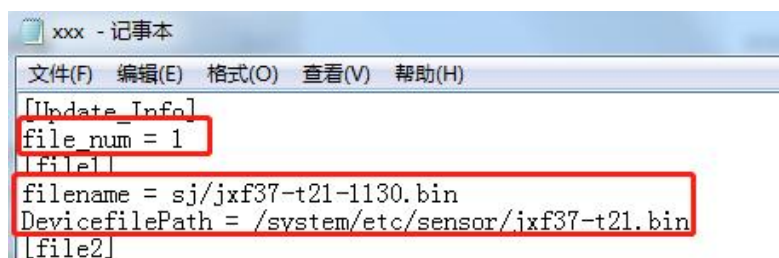 xxx - 记事本
文件(F) 编辑(E) 格式(O) 查看(V) 帮助(H)
[Update_Info]
file_num = 1
[file1]
filename = sj/jxf37-t21-1130.bin
DevicefilePath = /system/etc/sensor/jxf37-t21.bin
[file2]